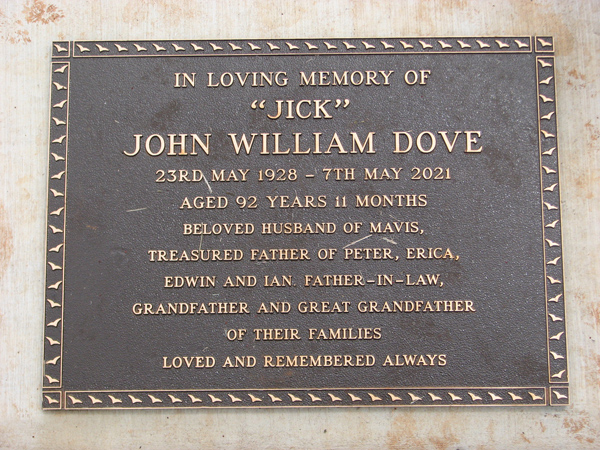 IN LOVING MEMORY OF
"JICK"
JOHN WILLIAM DOVE
23RD MAY 1928 – 7TH MAY 2021
AGED 92 YEARS 11 MONTHS
BELOVED HUSBAND OF MAVIS,
TREASURED FATHER OF PETER, ERICA,
EDWIN AND IAN. FATHER-IN-LAW,
GRANDFATHER AND GREAT GRANDFATHER
OF THEIR FAMILIES
LOVED AND REMEMBERED ALWAYS